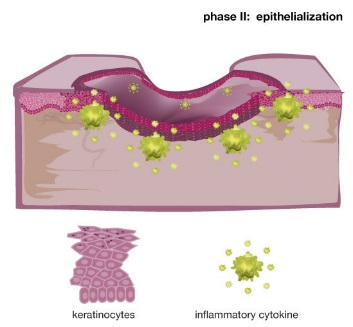 phase II: epithelialization
keratinocytes
inflammatory cytokine